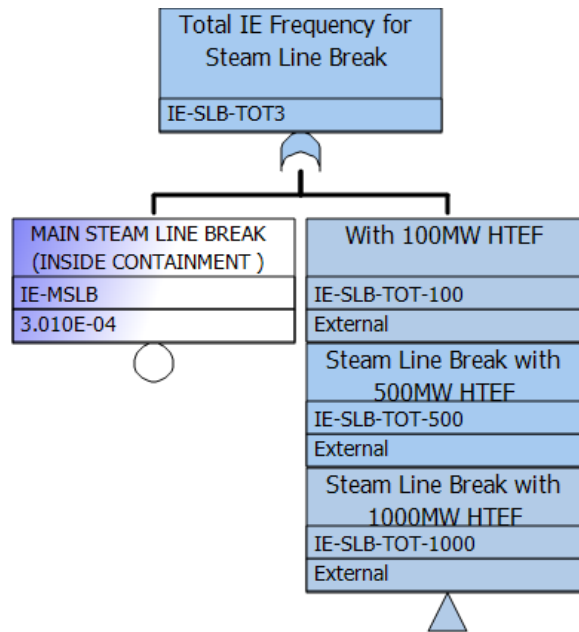 Total IE Frequency for
Steam Line Break
IE-SLB-TOT3
MAIN STEAM LINE BREAK
(INSIDE CONTAINMENT )
IE-MSLB
3.010E-04
With 100MW HTEF
IE-SLB-TOT-100
External
Steam Line Break with
500MW HTEF
IE-SLB-TOT-500
External
Steam Line Break with
1000MW HTEF
IE-SLB-TOT-1000
External